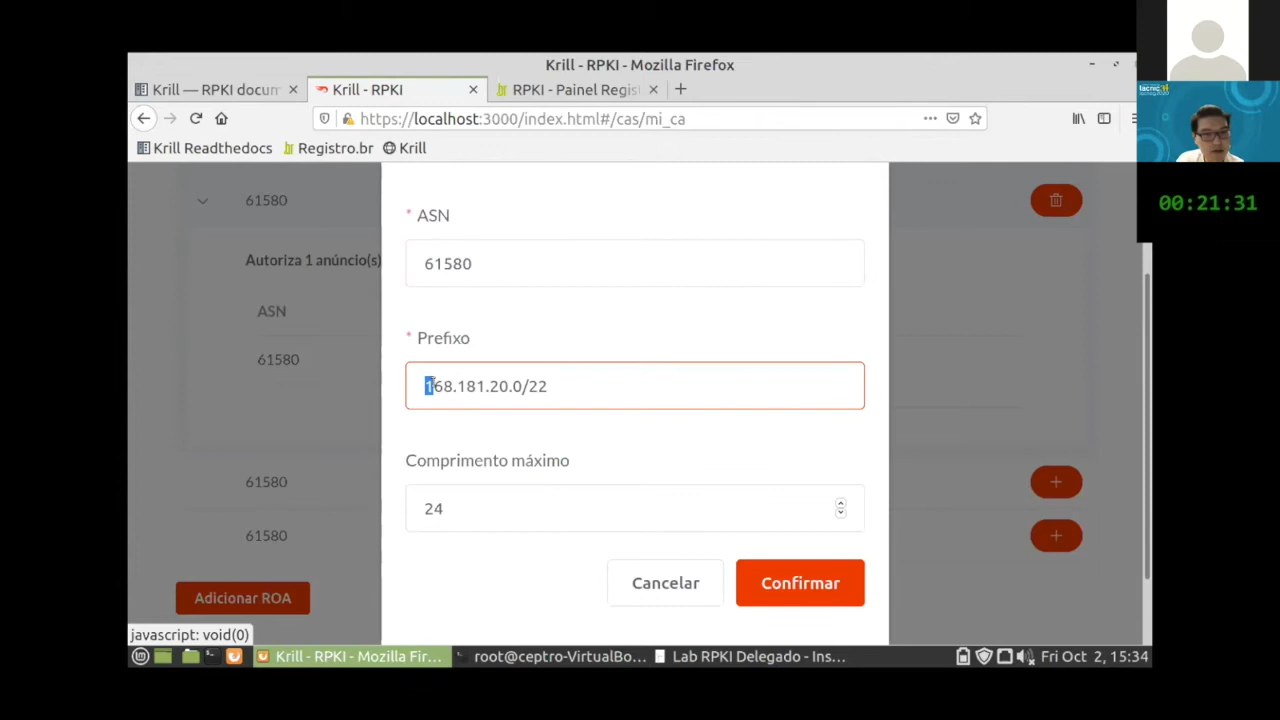 Krill - RPKI - Mozilla Firefox
Krill — RPKI docum
Krill - RPKI
RPKI - Painel Regis
https://localhost:3000/index.html#/cas/mi_ca
Krill Readthedocs
Registro.br
Krill
61580
Autoriza 1 anúncio(s)
ASN
61580
61580
61580
Adicionar ROA
* ASN
61580
* Prefixo
168.181.20.0/22
Comprimento máximo
24
Cancelar
Confirmar
javascript: void(0)
Krill - RPKI - Mozilla Fir...
root@ceptro-VirtualBo...
Lab RPKI Delegado - Ins...
Fri Oct 2, 15:34
lacnic
00:21:31